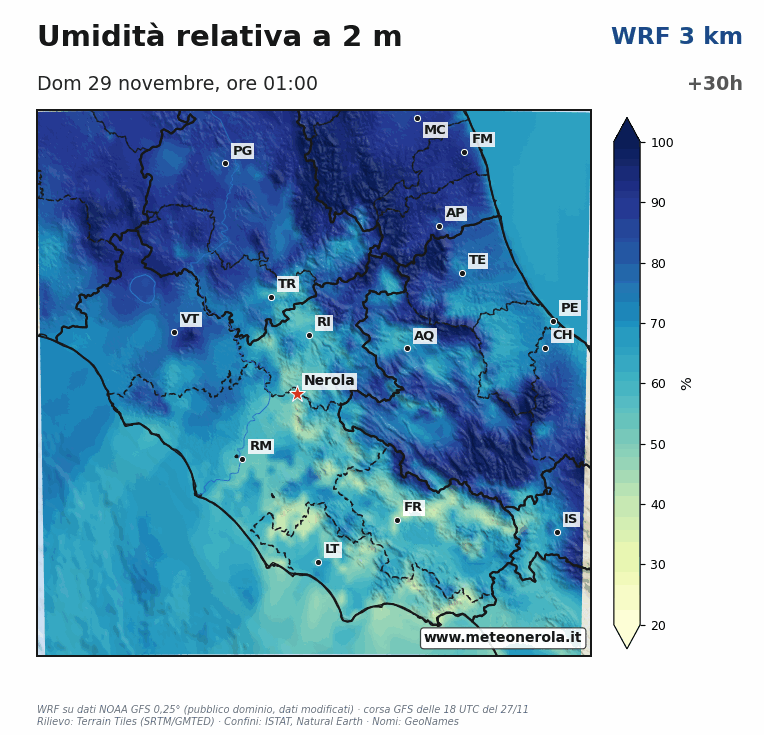 Umidità relativa a 2 m
WRF 3 km
Dom 29 novembre, ore 01:00
+30h
MC
FM
PG
AP
TE
TR
PE
VT
RI
AQ
CH
Nerola
RM
FR
IS
LT
www.meteonerola.it
100
90
80
70
60
50
40
30
20
%
WRF su dati NOAA GFS 0,25° (pubblico dominio, dati modificati) · corsa GFS delle 18 UTC del 27/11
Rilievo: Terrain Tiles (SRTM/GMTED) · Confini: ISTAT, Natural Earth · Nomi: GeoNames